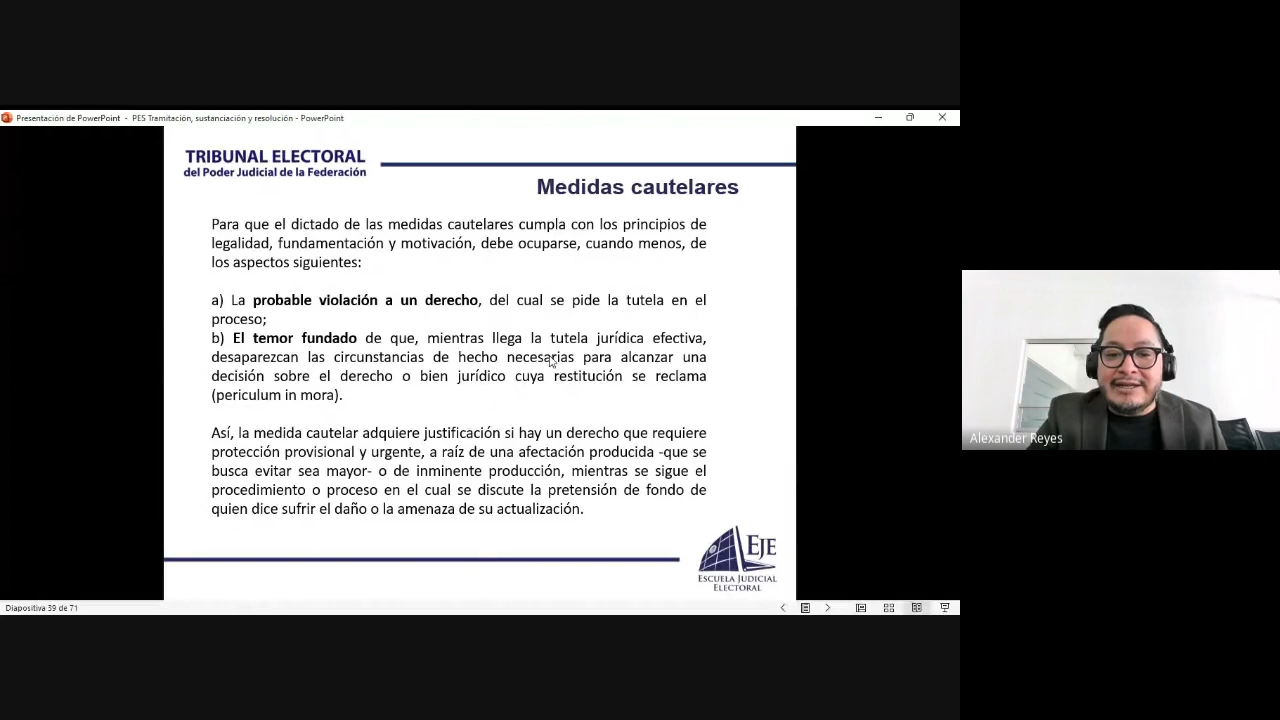 Presentación de PowerPoint - PES Tramitación, sustanciación y resolución - PowerPoint
TRIBUNAL ELECTORAL
del Poder Judicial de la Federación
Medidas cautelares
Para que el dictado de las medidas cautelares cumpla con los principios de
legalidad, fundamentación y motivación, debe ocuparse, cuando menos, de
los aspectos siguientes:
a) La probable violación a un derecho, del cual se pide la tutela en el
proceso;
b) El temor fundado de que, mientras llega la tutela jurídica efectiva,
desaparezcan las circunstancias de hecho necesarias para alcanzar una
decisión sobre el derecho o bien jurídico cuya restitución se reclama
(periculum in mora).
Así, la medida cautelar adquiere justificación si hay un derecho que requiere
protección provisional y urgente, a raíz de una afectación producida -que se
busca evitar sea mayor- o de inminente producción, mientras se sigue el
procedimiento o proceso en el cual se discute la pretensión de fondo de
quien dice sufrir el daño o la amenaza de su actualización.
EJE
ESCUELA JUDICIAL
ELECTORAL
Diapositiva 39 de 71
Alexander Reyes